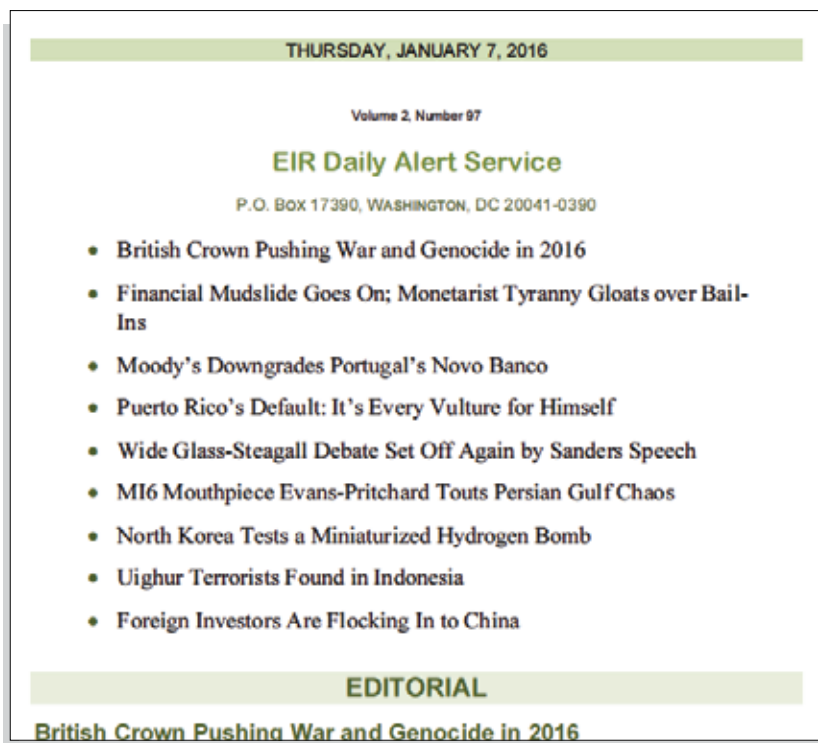 THURSDAY, JANUARY 7, 2016
Volume 2, Number 97
EIR Daily Alert Service
P.O. BOX 17390, WASHINGTON, DC 20041-0390
• British Crown Pushing War and Genocide in 2016
• Financial Mudslide Goes On; Monetarist Tyranny Gloats over Bail-
Ins
• Moody's Downgrades Portugal's Novo Banco
• Puerto Rico's Default: It's Every Vulture for Himself
• Wide Glass-Steagall Debate Set Off Again by Sanders Speech
• MI6 Mouthpiece Evans-Pritchard Touts Persian Gulf Chaos
• North Korea Tests a Miniaturized Hydrogen Bomb
• Uighur Terrorists Found in Indonesia
• Foreign Investors Are Flocking In to China
EDITORIAL
British Crown Pushing War and Genocide in 2016